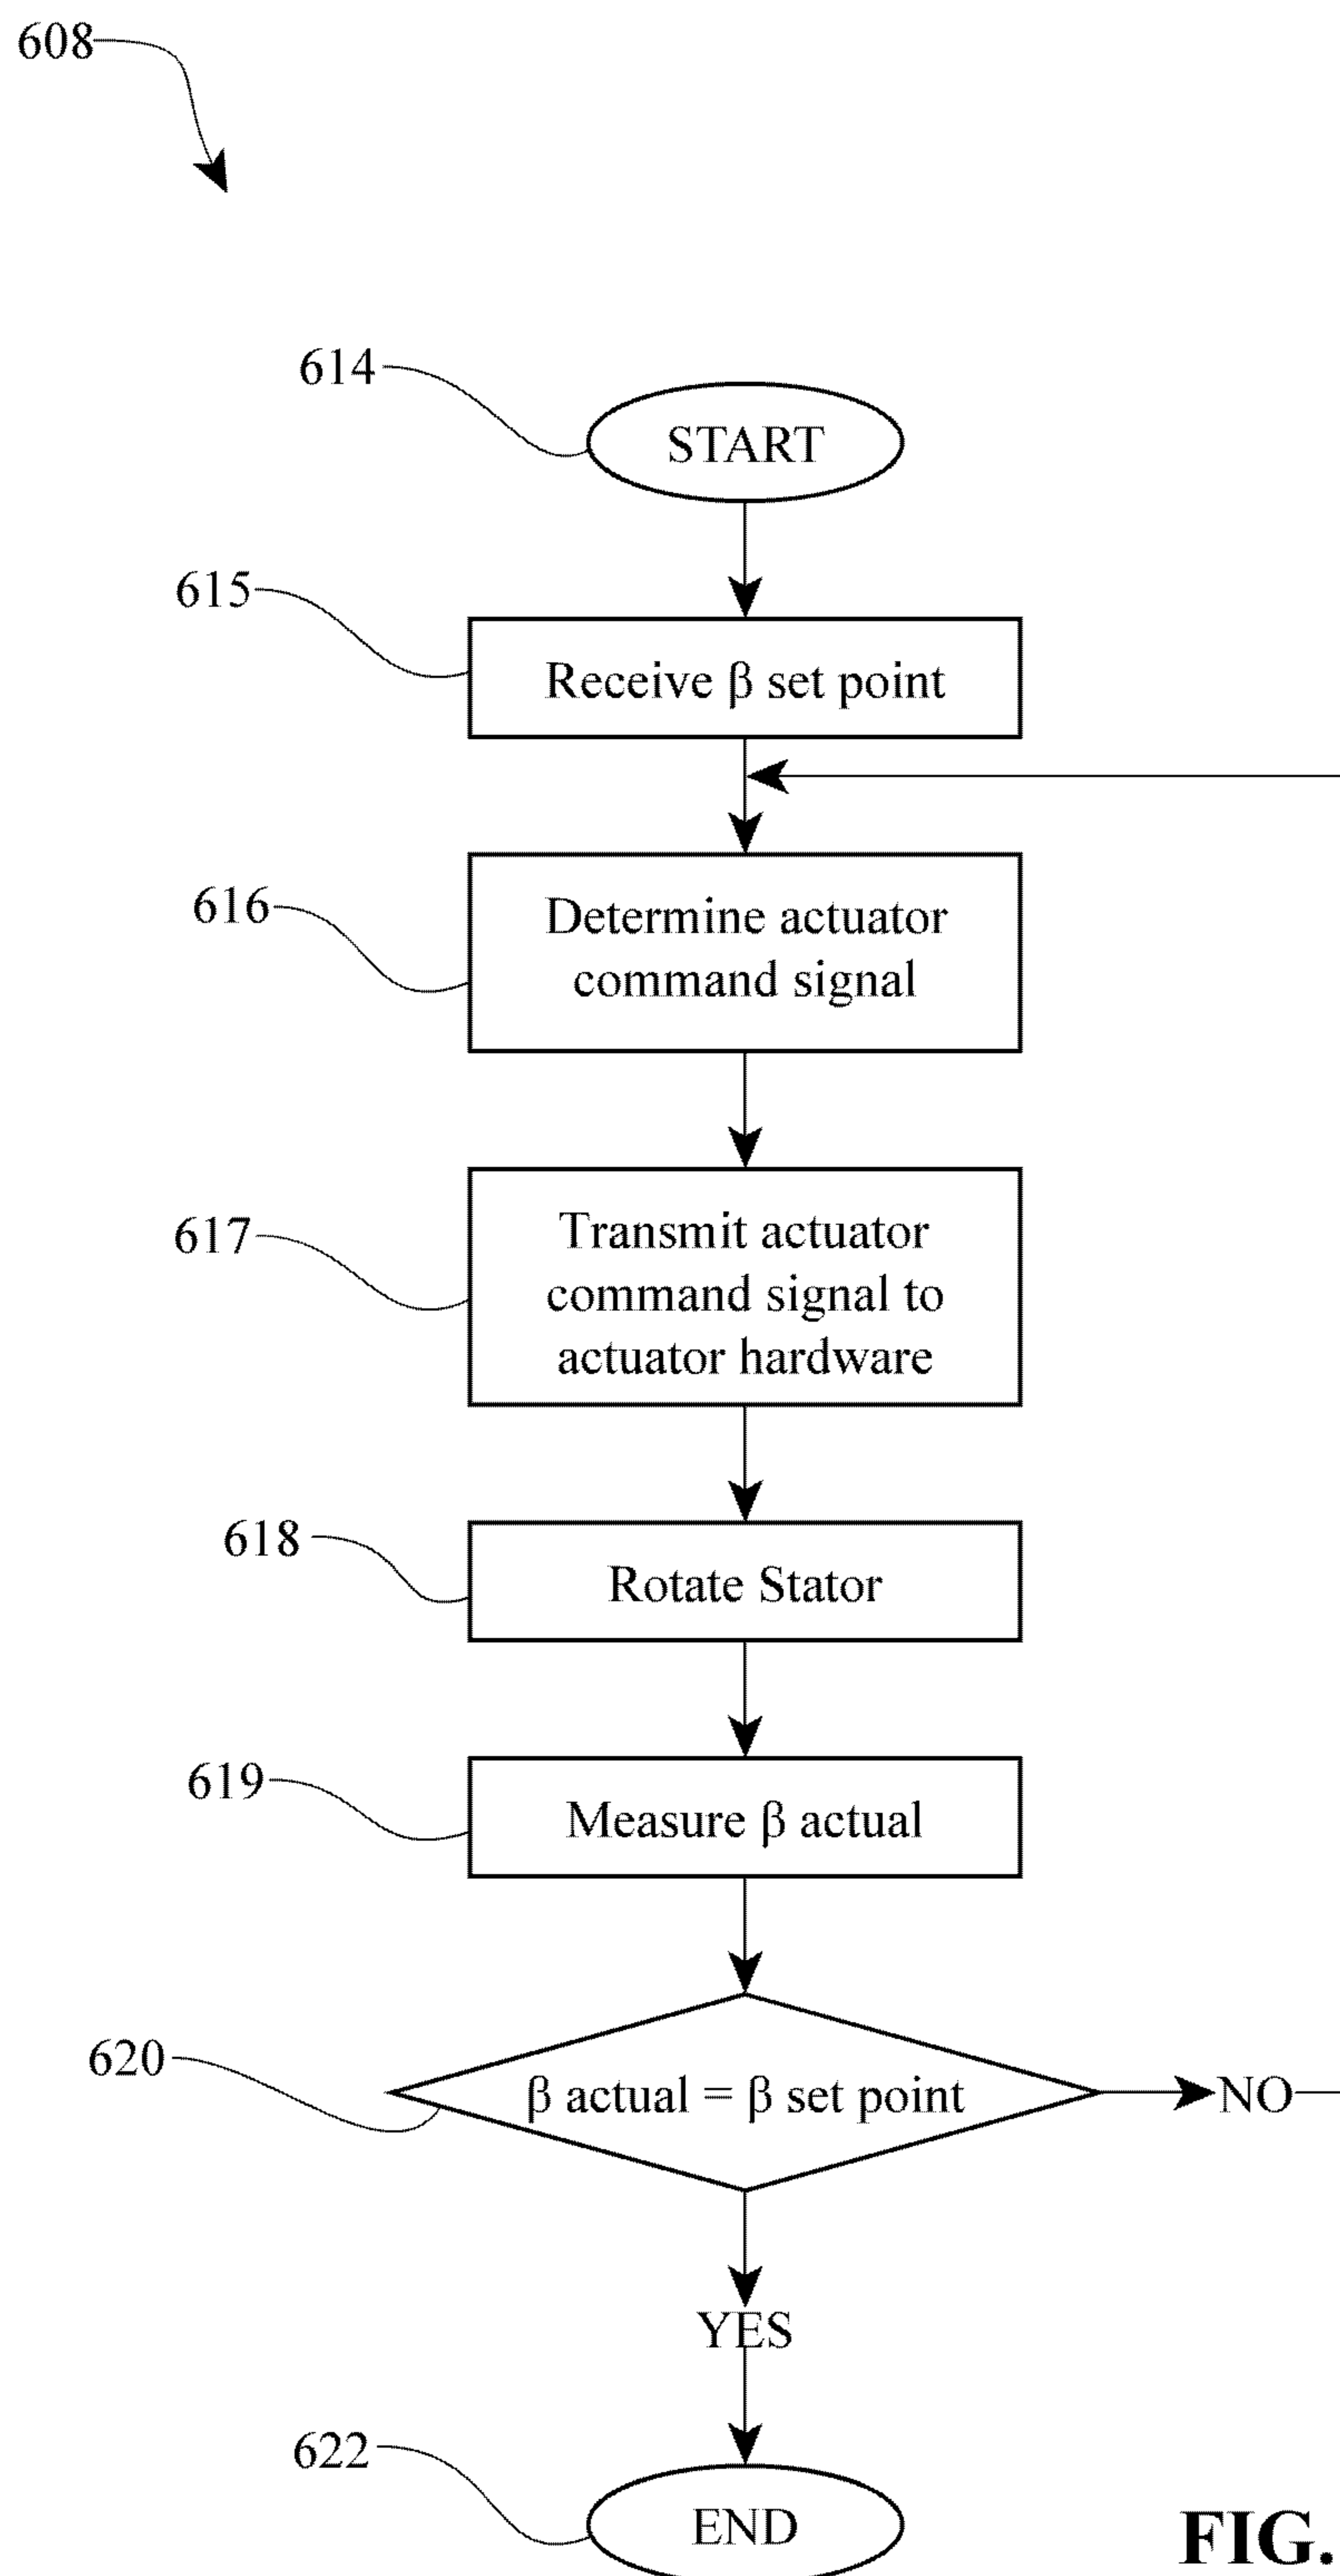 608
614
START
615
Receive β set point
616
Determine actuator
command signal
617
Transmit actuator
command signal to
actuator hardware
618
Rotate Stator
619
Measure β actual
620
β actual = β set point
NO
YES
622
END
FIG.